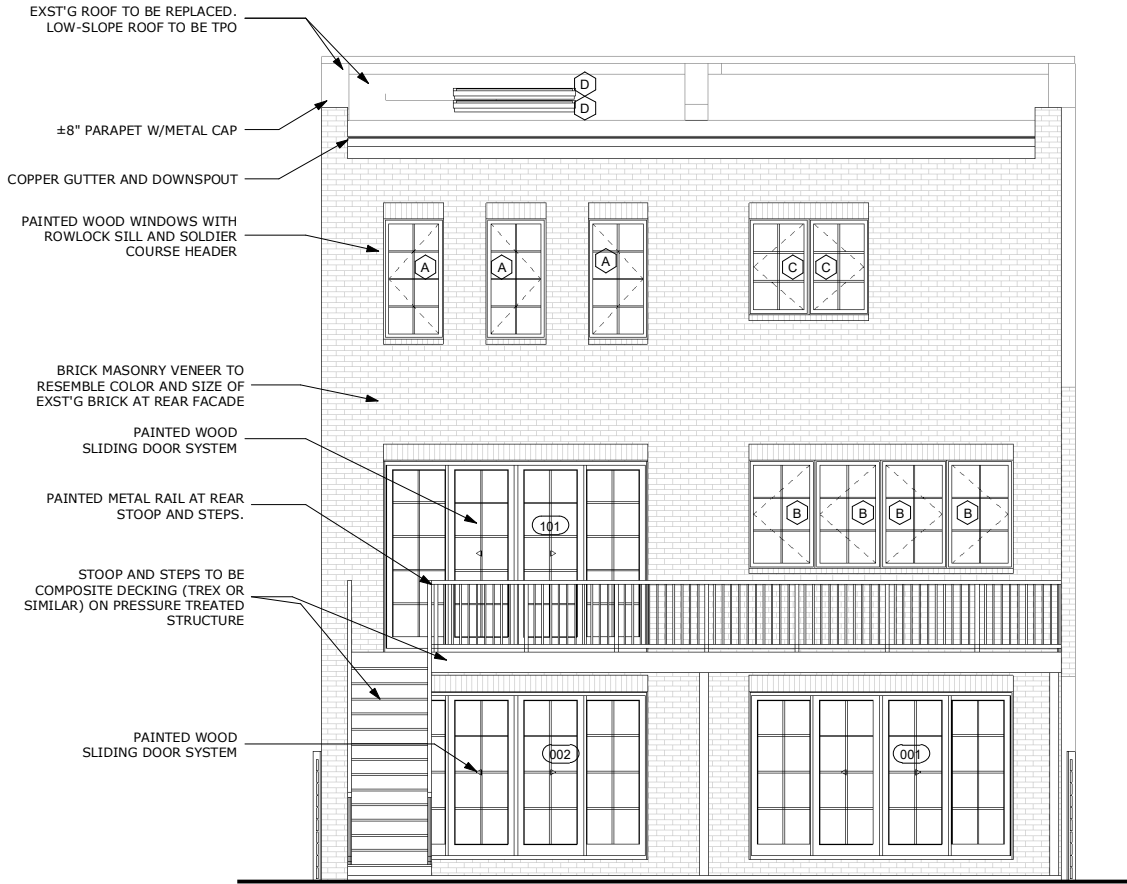 EXST'G ROOF TO BE REPLACED.
LOW-SLOPE ROOF TO BE TPO
D
D
±8" PARAPET W/METAL CAP
COPPER GUTTER AND DOWNSPOUT
PAINTED WOOD WINDOWS WITH
ROWLOCK SILL AND SOLDIER
COURSE HEADER
A
A
A
C
C
BRICK MASONRY VENEER TO
RESEMBLE COLOR AND SIZE OF
EXST'G BRICK AT REAR FACADE
PAINTED WOOD
SLIDING DOOR SYSTEM
PAINTED METAL RAIL AT REAR
STOOP AND STEPS.
101
B
B
B
B
STOOP AND STEPS TO BE
COMPOSITE DECKING (TREX OR
SIMILAR) ON PRESSURE TREATED
STRUCTURE
PAINTED WOOD
SLIDING DOOR SYSTEM
002
001